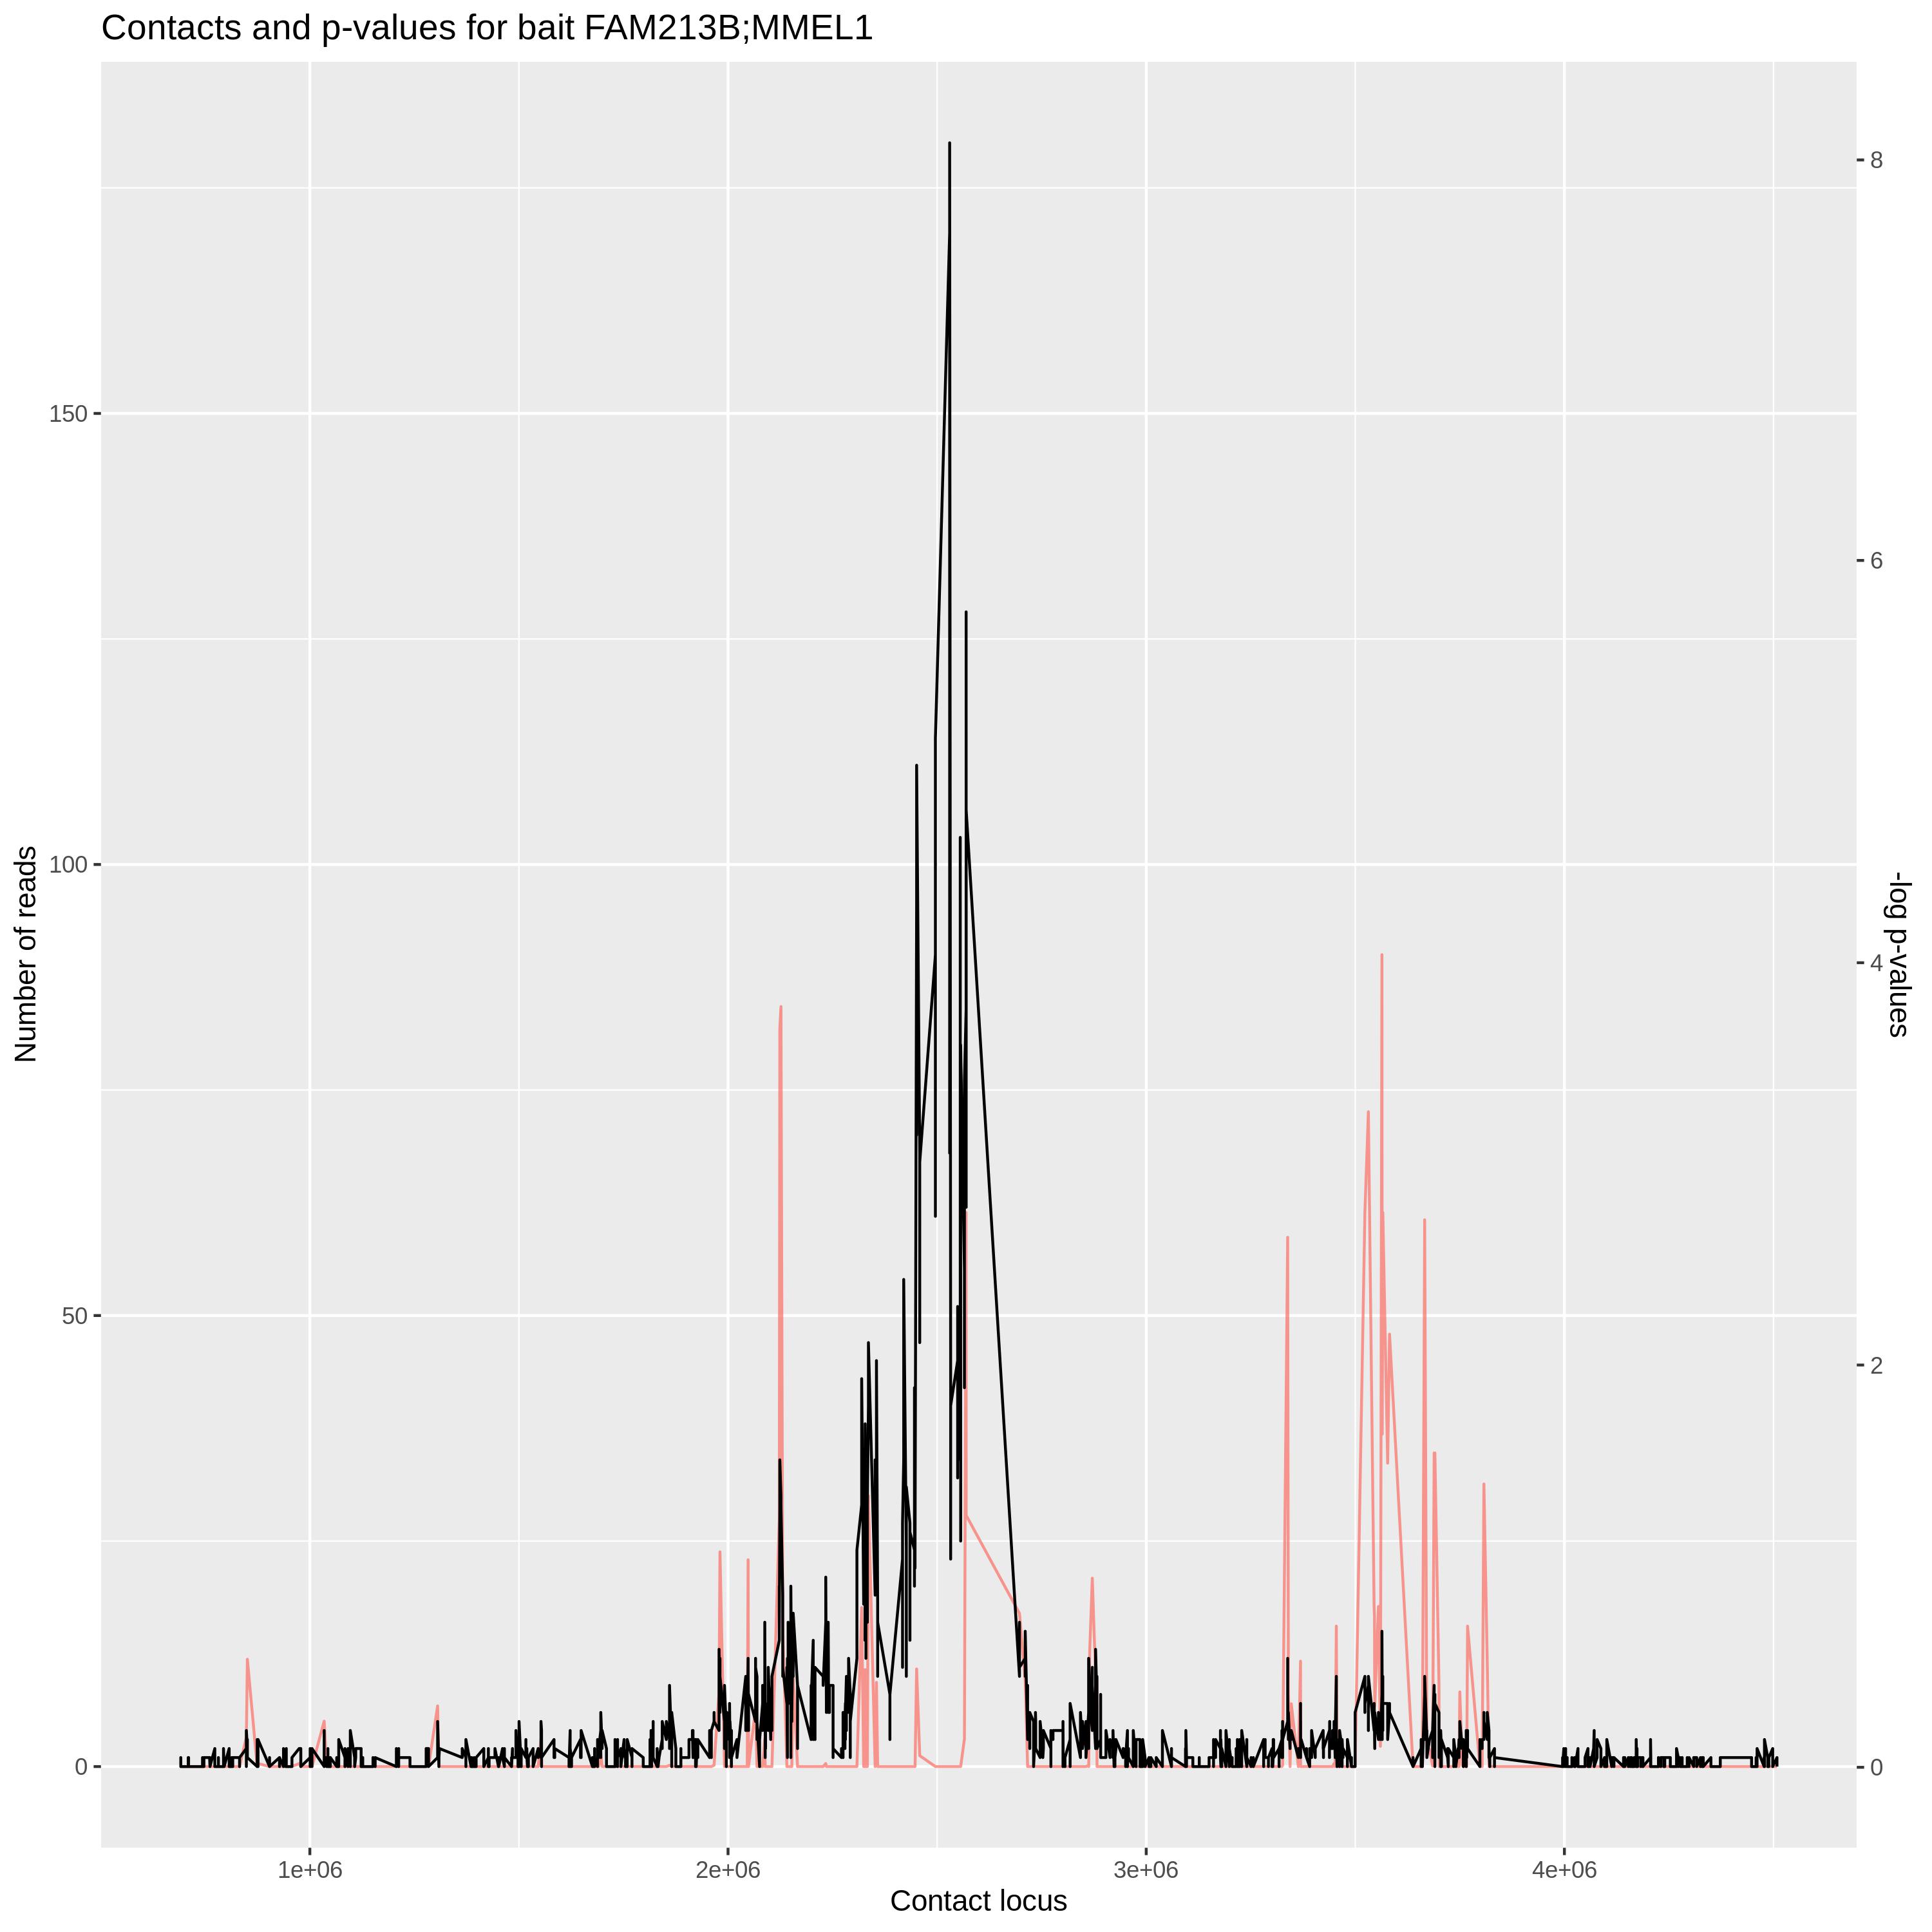 Contacts and p-values for bait FAM213B;MMEL1
Number of reads
150
100
50
0
8
6
4
2
0
-log p-values
1e+06
2e+06
3e+06
4e+06
Contact locus